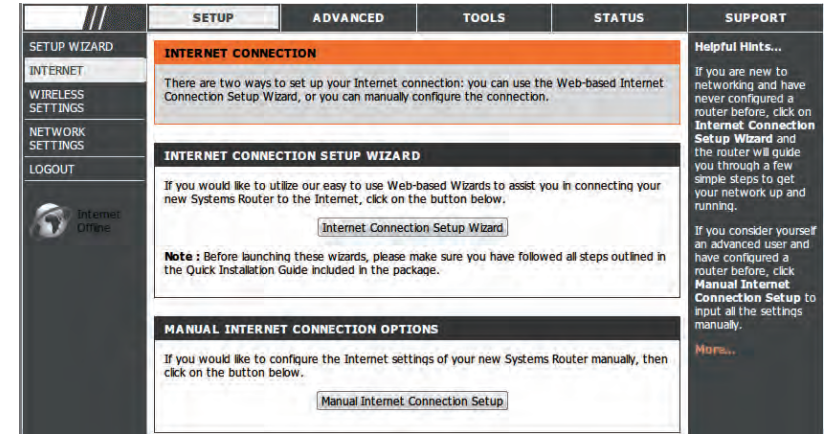 SETUP
ADVANCED
TOOLS
STATUS
SUPPORT
SETUP WIZARD
INTERNET
WIRELESS
SETTINGS
NETWORK
SETTINGS
LOGOUT
Internet
Offline
INTERNET CONNECTION
There are two ways to set up your Internet connection: you can use the Web-based Internet
Connection Setup Wizard, or you can manually configure the connection.
INTERNET CONNECTION SETUP WIZARD
If you would like to utilize our easy to use Web-based Wizards to assist you in connecting your
new Systems Router to the Internet, click on the button below.
Internet Connection Setup Wizard
Note : Before launching these wizards, please make sure you have followed all steps outlined in
the Quick Installation Guide included in the package.
MANUAL INTERNET CONNECTION OPTIONS
If you would like to configure the Internet settings of your new Systems Router manually, then
click on the button below.
Manual Internet Connection Setup
Helpful Hints...
If you are new to
networking and have
never configured a
router before, click on
Internet Connection
Setup Wizard and
the router will guide
you through a few
simple steps to get
your network up and
running.
If you consider yourself
an advanced user and
have configured a
router before, click
Manual Internet
Connection Setup to
input all the settings
manually.
More...